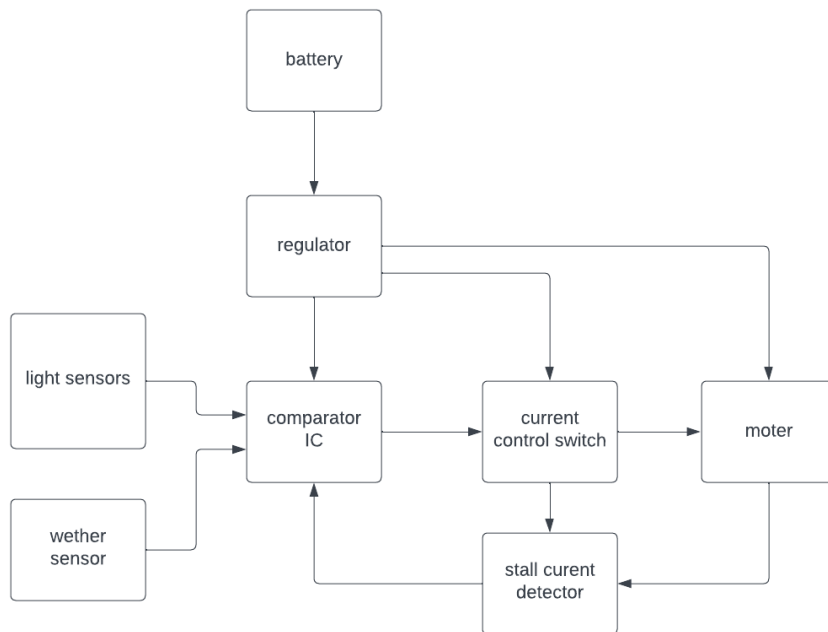 battery
regulator
light sensors
comparator
IC
current
control switch
moter
wether
sensor
stall curent
detector